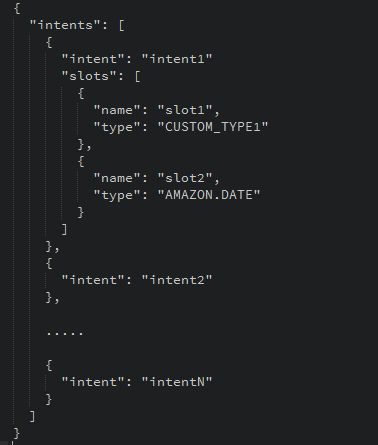 {
  "intents": [
    {
      "intent": "intent1"
      "slots": [
        {
          "name": "slot1",
          "type": "CUSTOM_TYPE1"
        },
        {
          "name": "slot2",
          "type": "AMAZON.DATE"
        }
      ]
    },
    {
      "intent": "intent2"
    },
    .....
    {
      "intent": "intentN"
    }
  ]
}